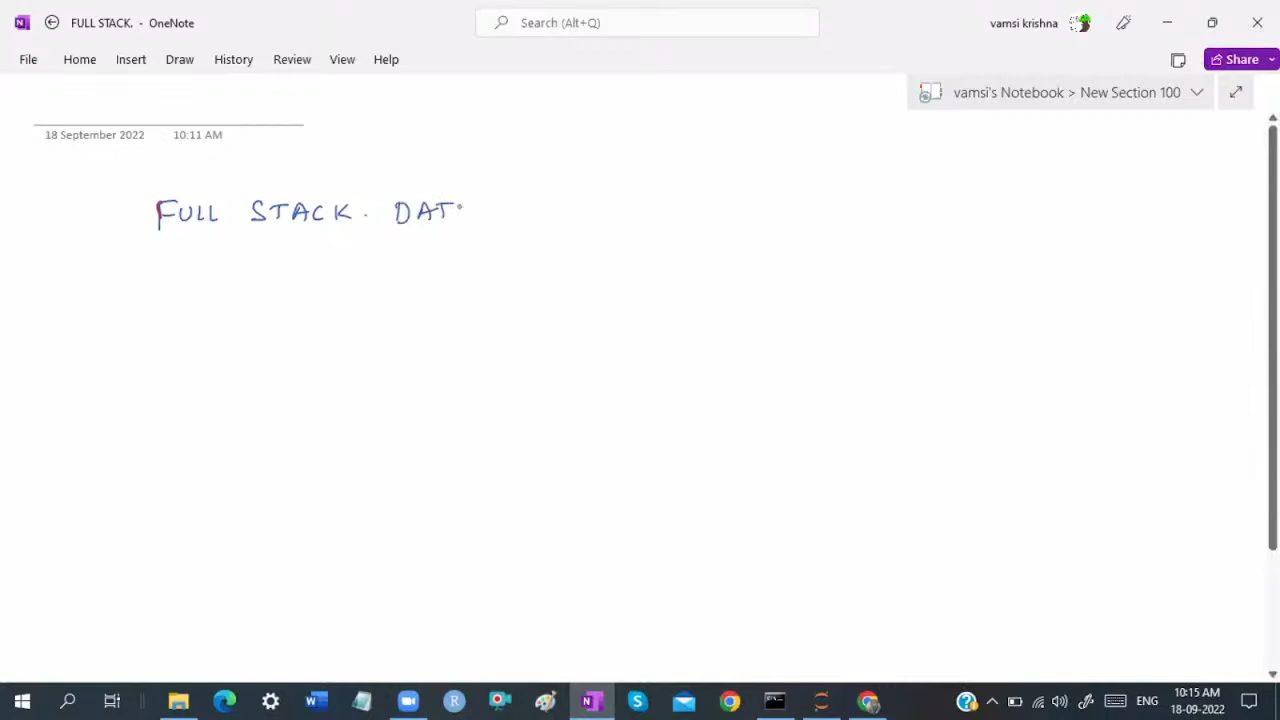 FULL STACK. - OneNote
Search (Alt+Q)
vamsi krishna
File Home Insert Draw History Review View Help
Share
vamsi's Notebook > New Section 100
18 September 2022 10:11 AM
FULL STACK. DAT
ENG
10:15 AM
18-09-2022